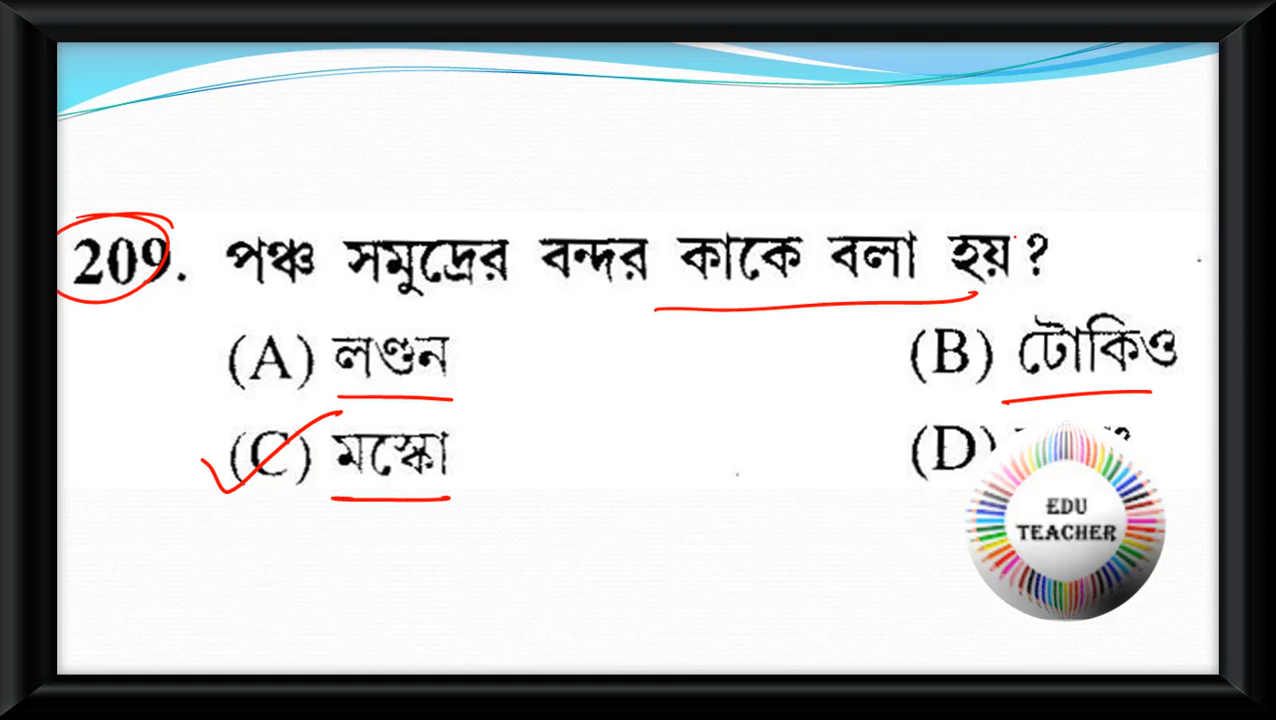 209. পঞ্চ সমুদ্রের বন্দর কাকে বলা হয়?
(A) লণ্ডন (B) টোকিও
(C) মস্কো (D)
EDU
TEACHER